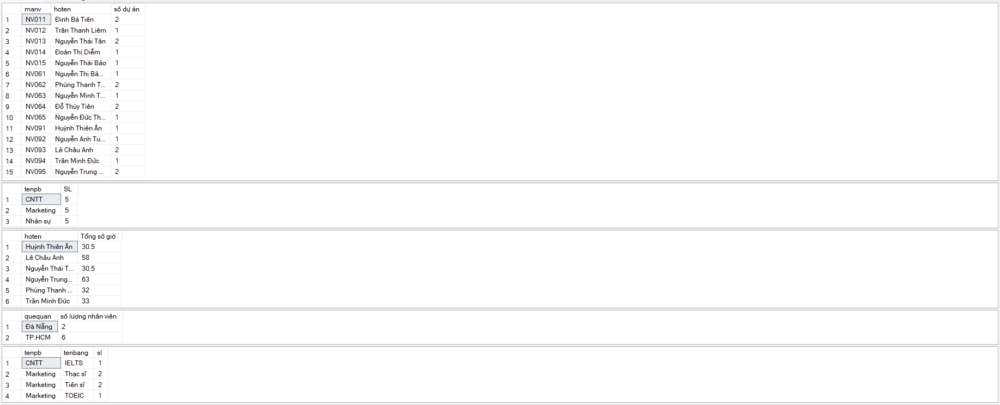 manv hoten số dự án
1 NV011 Đinh Bá Tiến 2
2 NV012 Trần Thanh Liêm 1
3 NV013 Nguyễn Thái Tân 2
4 NV014 Đoàn Thị Diễm 1
5 NV015 Nguyễn Thái Bảo 1
6 NV061 Nguyễn Thị Bả... 1
7 NV062 Phùng Thanh T... 2
8 NV063 Nguyễn Minh T... 1
9 NV064 Đỗ Thùy Tiên 2
10 NV065 Nguyễn Đức Th... 1
11 NV091 Huỳnh Thiên Ân 1
12 NV092 Nguyễn Anh Tu... 1
13 NV093 Lê Châu Anh 2
14 NV094 Trần Minh Đức 1
15 NV095 Nguyễn Trung ... 2
tenpb SL
1 CNTT 5
2 Marketing 5
3 Nhân sự 5
hoten Tổng số giờ
1 Huỳnh Thiên Ân 30.5
2 Lê Châu Anh 58
3 Nguyễn Thái T... 30.5
4 Nguyễn Trung... 63
5 Phùng Thanh ... 32
6 Trần Minh Đức 33
quequan số lượng nhân viên
1 Đà Nẵng 2
2 TP.HCM 6
tenpb tenbang sl
1 CNTT IELTS 1
2 Marketing Thạc sĩ 2
3 Marketing Tiến sĩ 2
4 Marketing TOEIC 1